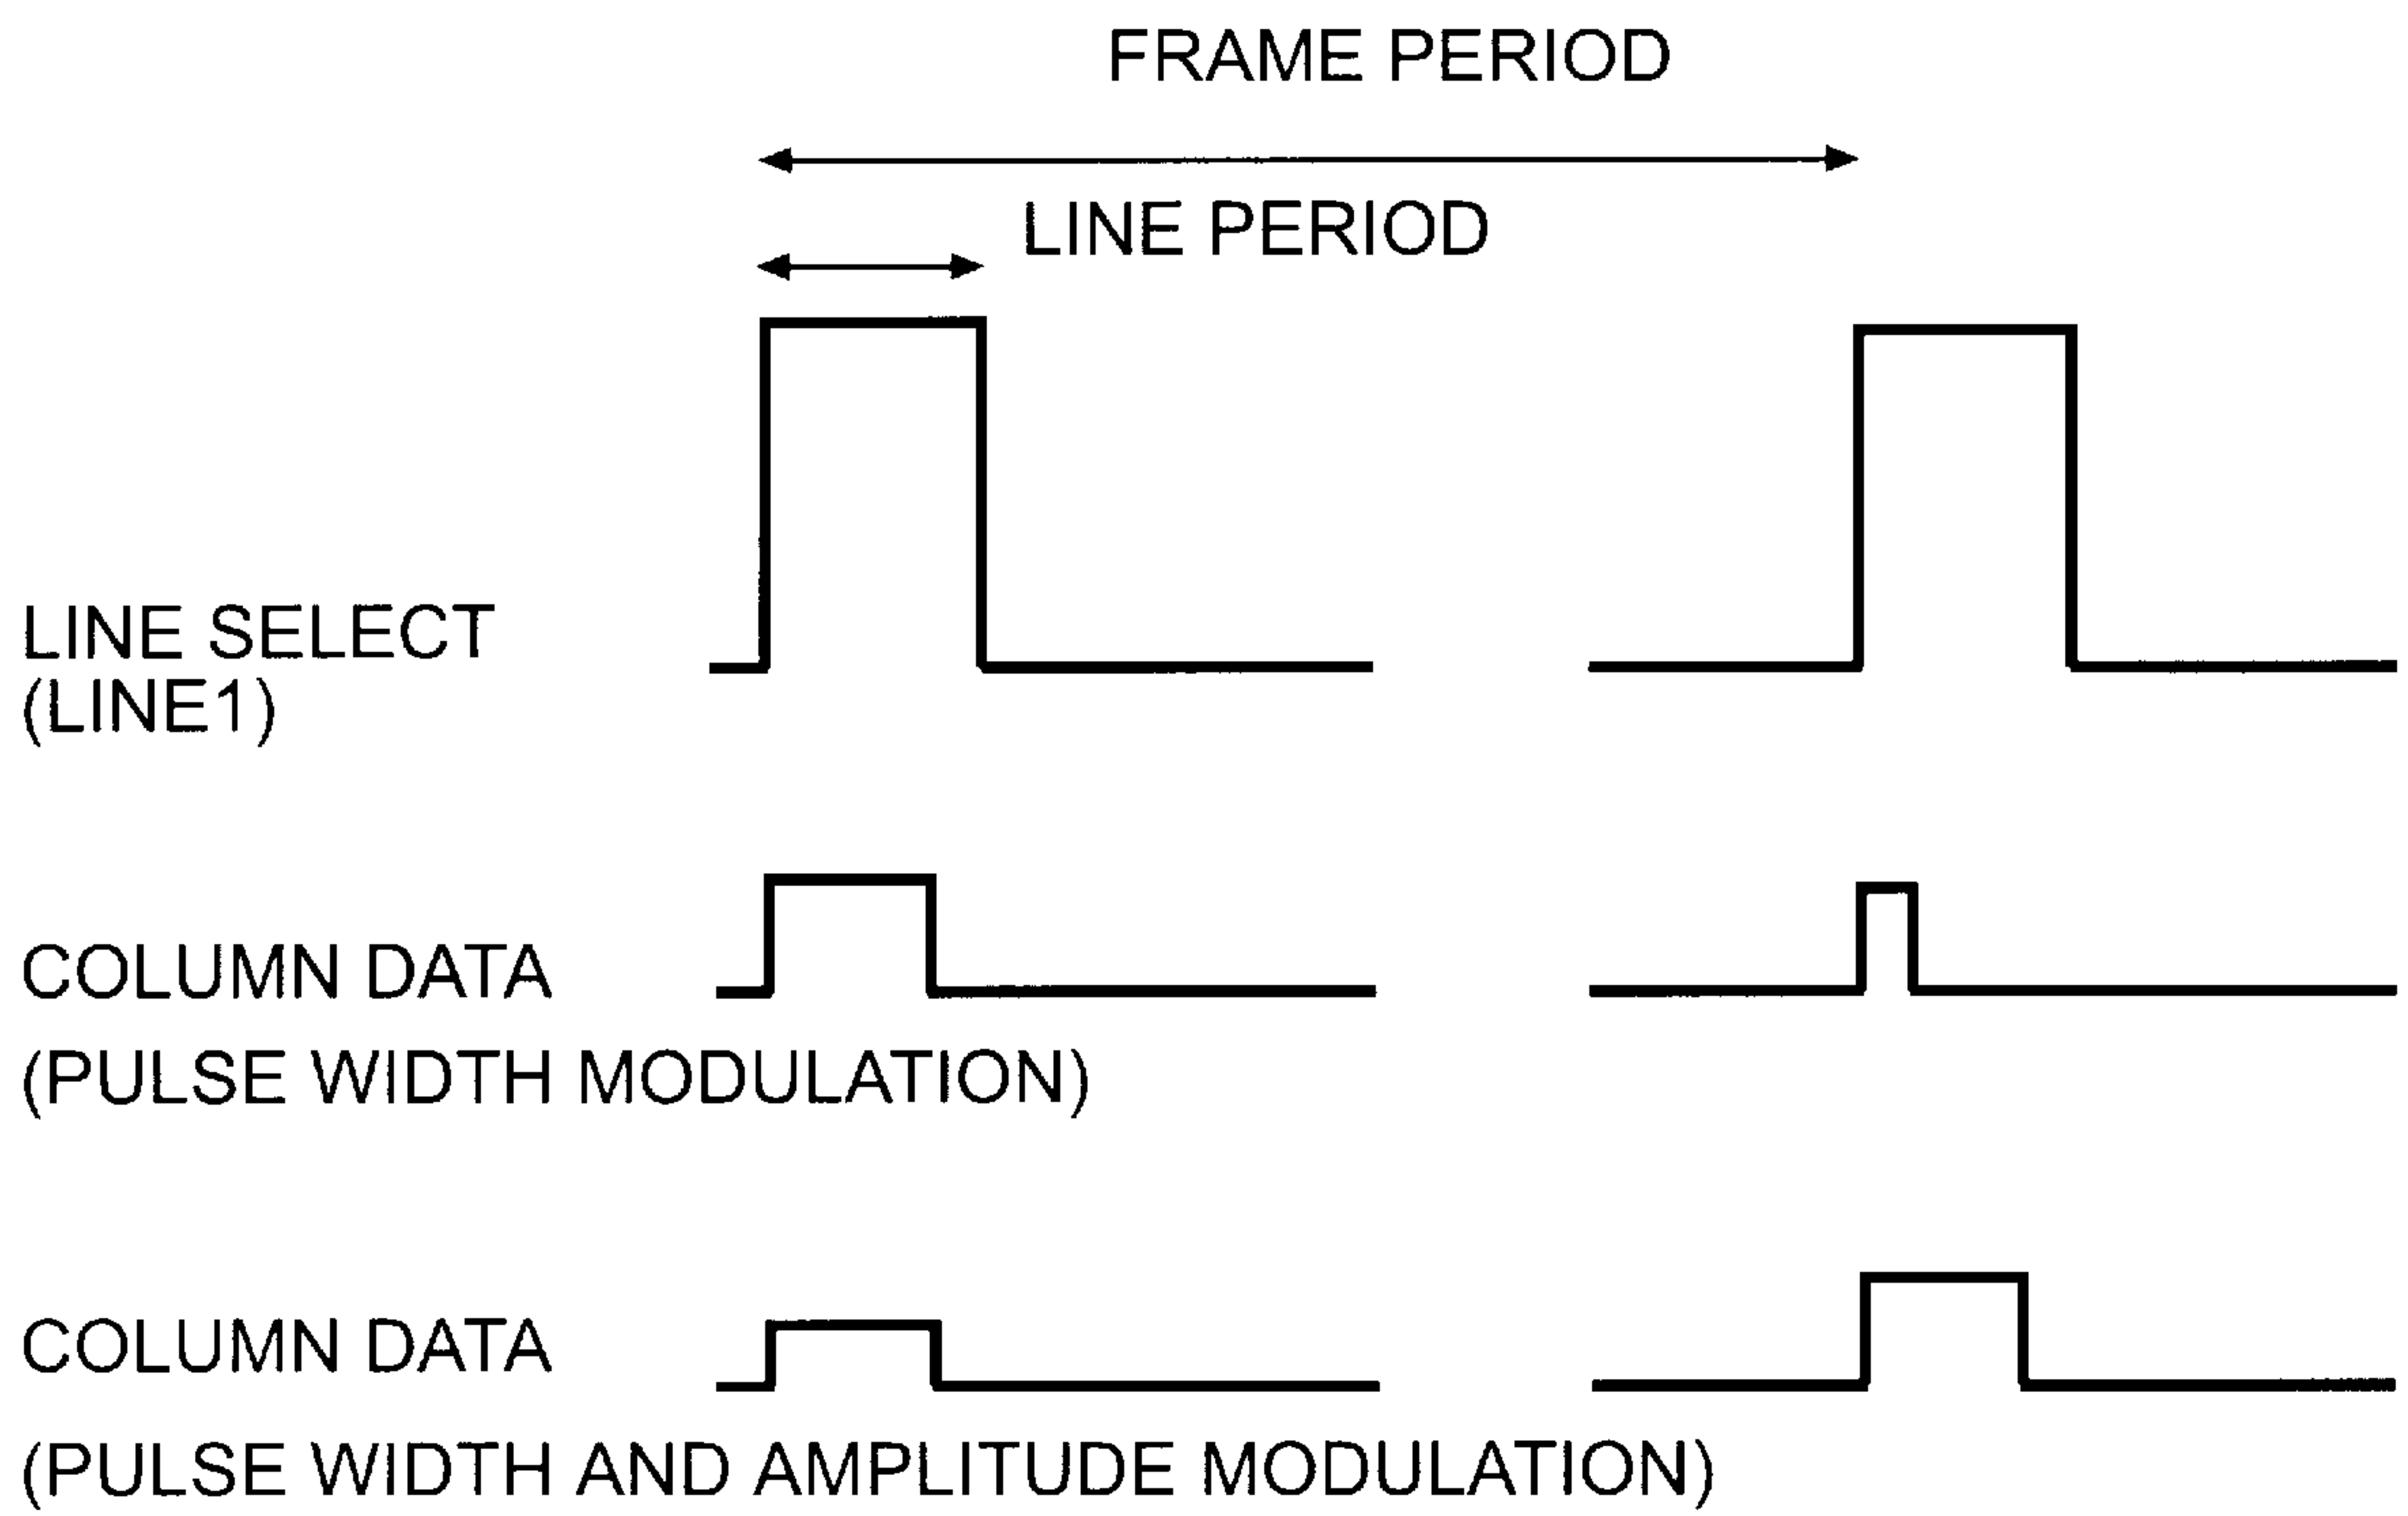 FRAME PERIOD
LINE PERIOD
LINE SELECT
(LINE1)
COLUMN DATA
(PULSE WIDTH MODULATION)
COLUMN DATA
(PULSE WIDTH AND AMPLITUDE MODULATION)